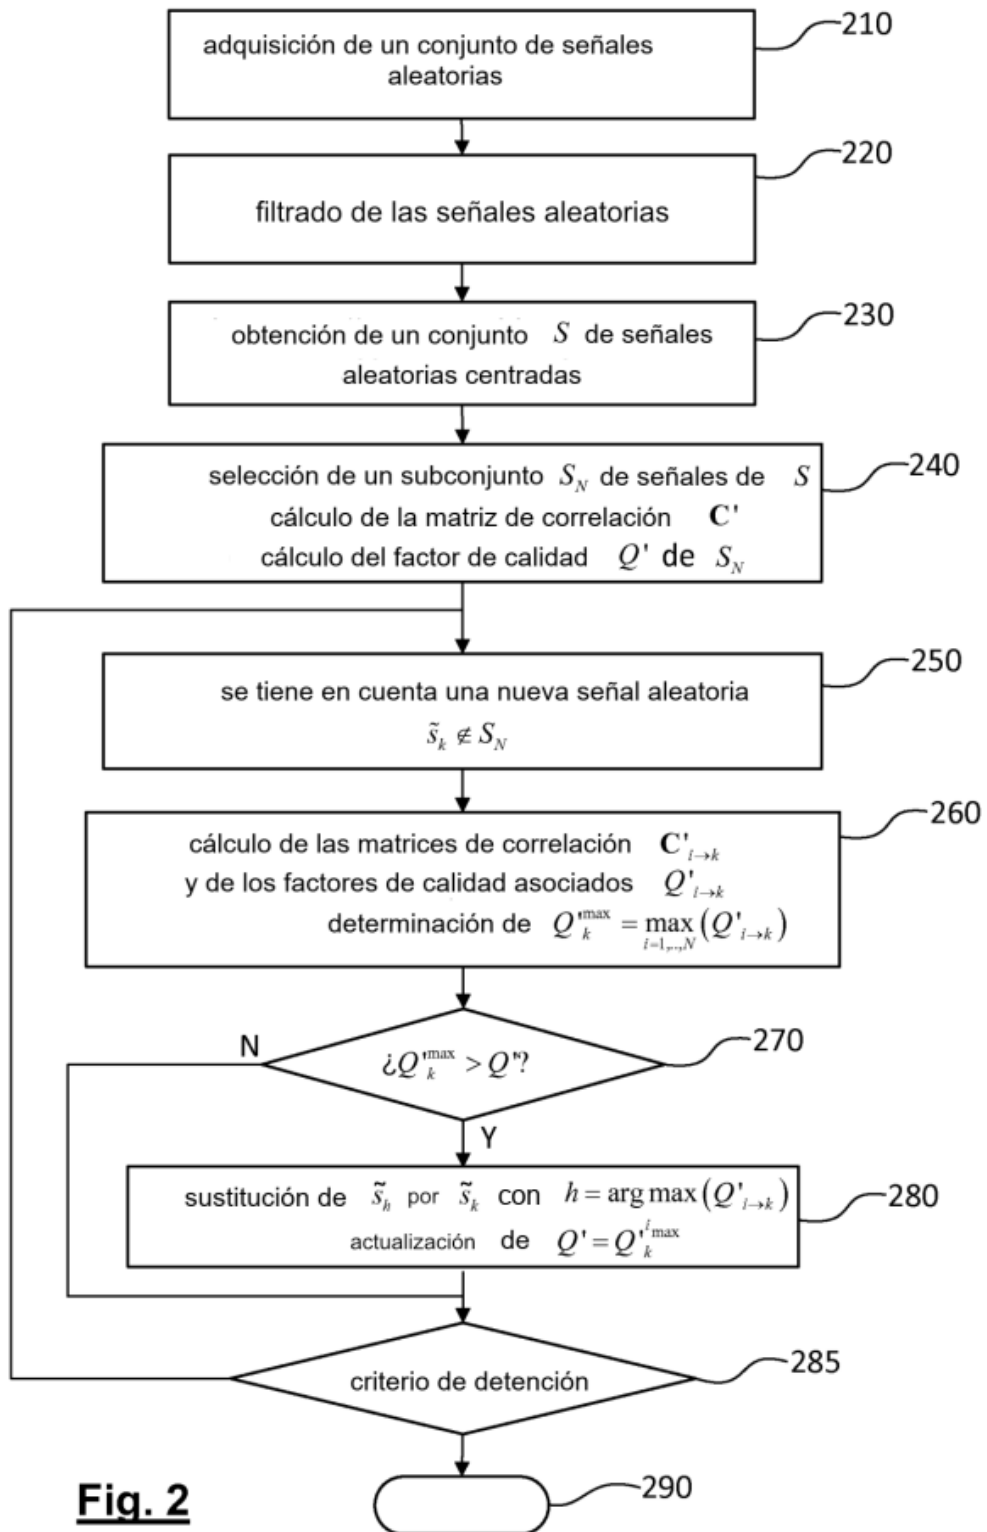 adquisición de un conjunto de señales
aleatorias
210
filtrado de las señales aleatorias
220
obtención de un conjunto S de señales
aleatorias centradas
230
selección de un subconjunto S_N de señales de S
cálculo de la matriz de correlación C'
cálculo del factor de calidad Q' de S_N
240
se tiene en cuenta una nueva señal aleatoria
s̃_k ∉ S_N
250
cálculo de las matrices de correlación C'_{i→k}
y de los factores de calidad asociados Q'_{i→k}
determinación de Q'_k^{max} = max_{i=1,..,N}(Q'_{i→k})
260
N
¿Q'_k^{max} > Q'?
270
Y
sustitución de s̃_h por s̃_k con h = arg max_i(Q'_{i→k})
actualización de Q' = Q'_k^{max}
280
criterio de detención
285
290
Fig. 2